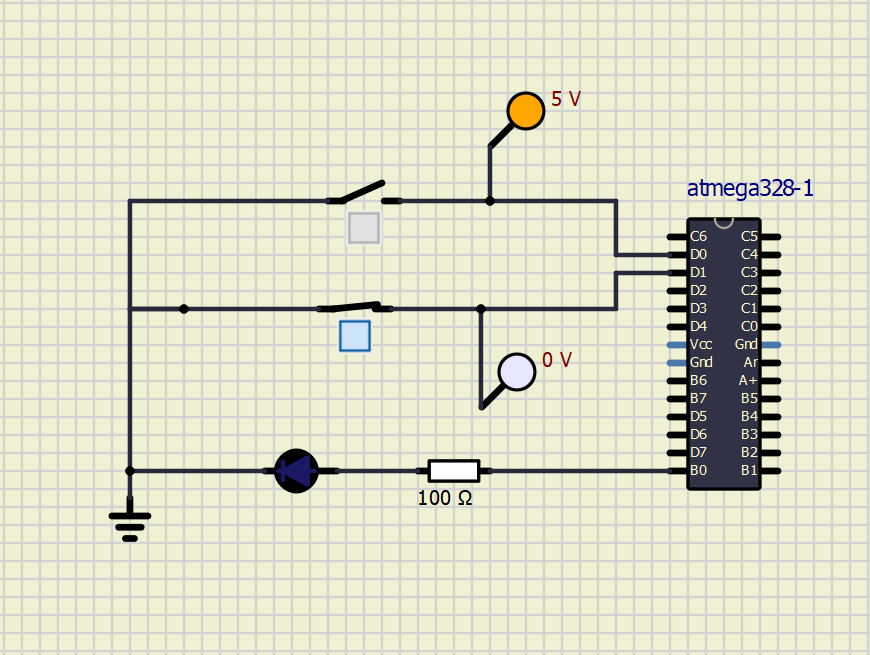 5 V
atmega328-1
C6 C5
D0 C4
D1 C3
D2 C2
D3 C1
D4 C0
Vcc Gnd
Gnd Ar
B6 A+
B7 B5
D5 B4
D6 B3
D7 B2
B0 B1
0 V
100 Ω